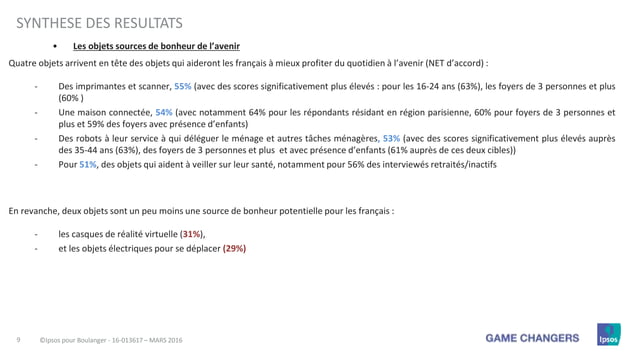 SYNTHESE DES RESULTATS
• Les objets sources de bonheur de l'avenir
Quatre objets arrivent en tête des objets qui aideront les français à mieux profiter du quotidien à l'avenir (NET d'accord) :
- Des imprimantes et scanner, 55% (avec des scores significativement plus élevés : pour les 16-24 ans (63%), les foyers de 3 personnes et plus
(60% )
- Une maison connectée, 54% (avec notamment 64% pour les répondants résidant en région parisienne, 60% pour foyers de 3 personnes et
plus et 59% des foyers avec présence d'enfants)
- Des robots à leur service à qui déléguer le ménage et autres tâches ménagères, 53% (avec des scores significativement plus élevés auprès
des 35-44 ans (63%), des foyers de 3 personnes et plus et avec présence d'enfants (61% auprès de ces deux cibles))
- Pour 51%, des objets qui aident à veiller sur leur santé, notamment pour 56% des interviewés retraités/inactifs
En revanche, deux objets sont un peu moins une source de bonheur potentielle pour les français :
- les casques de réalité virtuelle (31%),
- et les objets électriques pour se déplacer (29%)
9 ©Ipsos pour Boulanger - 16-013617 – MARS 2016
GAME CHANGERS
Ipsos